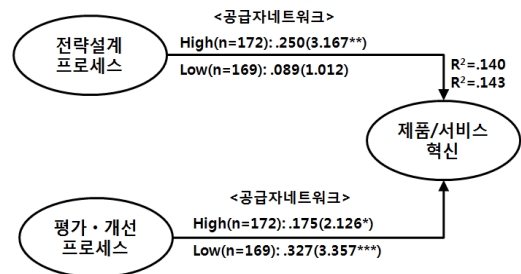 <공급자네트워크>
전략설계
프로세스
High(n=172):.250(3.167**)
Low(n=169):.089(1.012)
R²=.140
R²=.143
제품/서비스
혁신
<공급자네트워크>
평가·개선
프로세스
High(n=172):.175(2.126*)
Low(n=169):.327(3.357***)